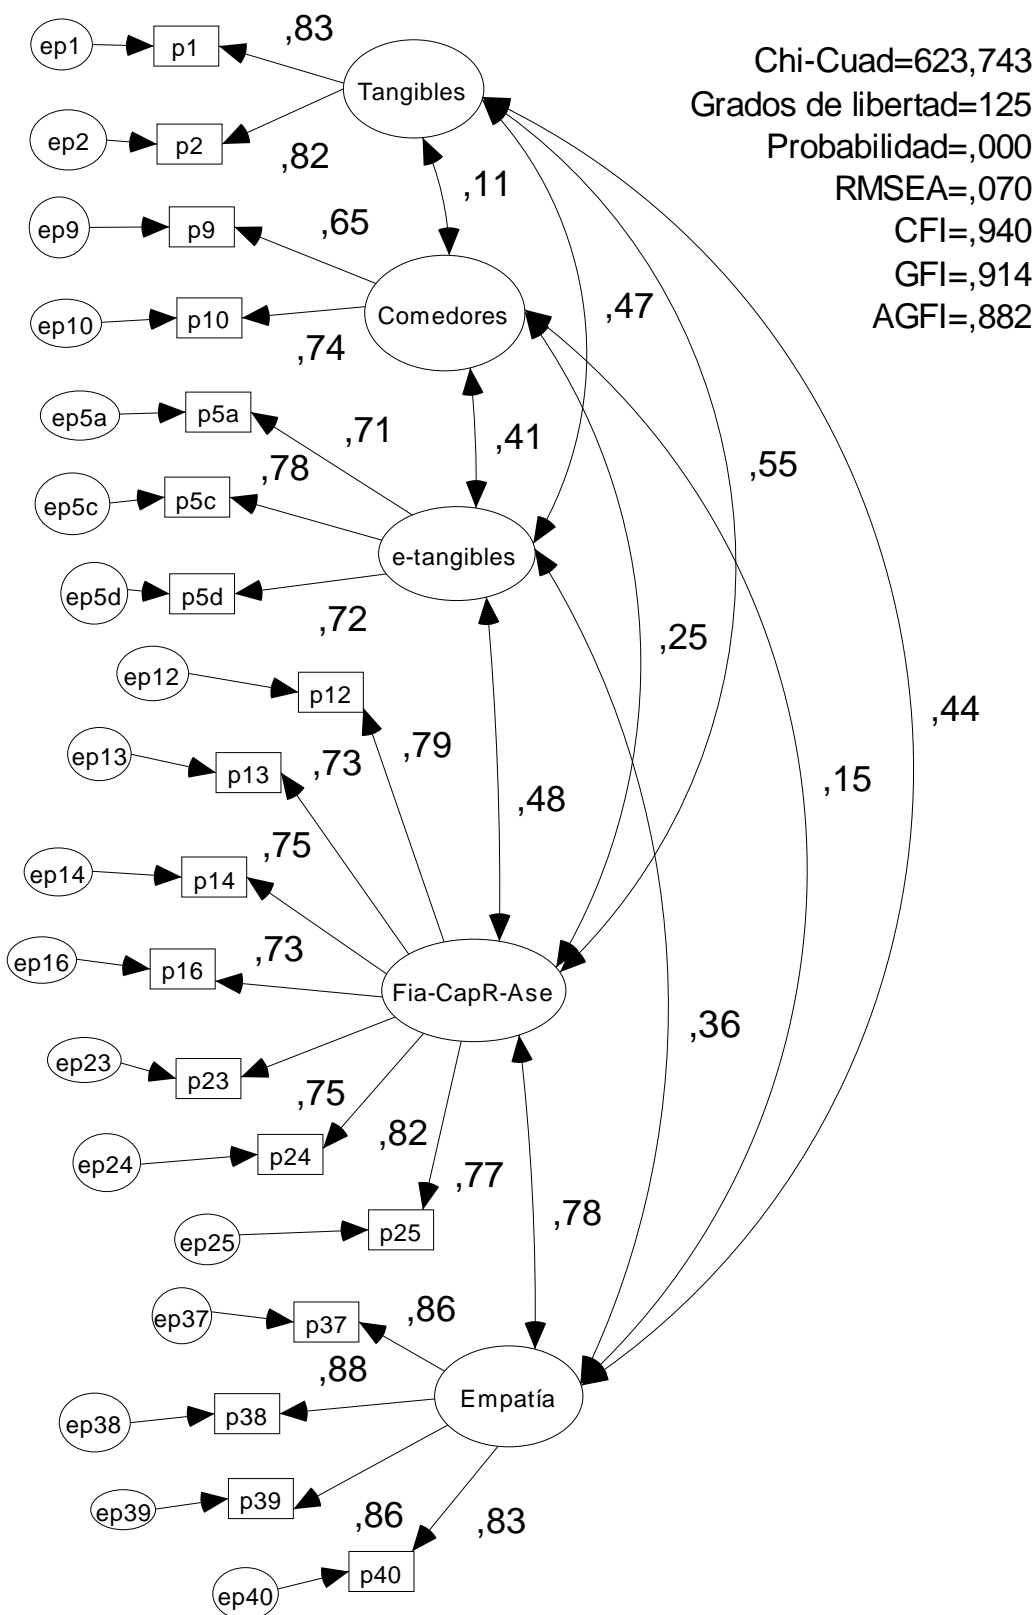 Chi-Cuad=623,743
Grados de libertad=125
Probabilidad=,000
RMSEA=,070
CFI=,940
GFI=,914
AGFI=,882
ep1
p1
,83
Tangibles
ep2
p2
,82
,11
ep9
p9
,65
ep10
p10
,74
Comedores
,47
ep5a
p5a
,71
,41
,55
ep5c
p5c
,78
e-tangibles
ep5d
p5d
,72
,25
ep12
p12
,79
,44
ep13
p13
,73
,48
,15
ep14
p14
,75
ep16
p16
,73
Fia-CapR-Ase
,36
ep23
p23
,75
ep24
p24
,82
ep25
p25
,77
,78
ep37
p37
,86
ep38
p38
,88
Empatía
ep39
p39
,86
,83
ep40
p40